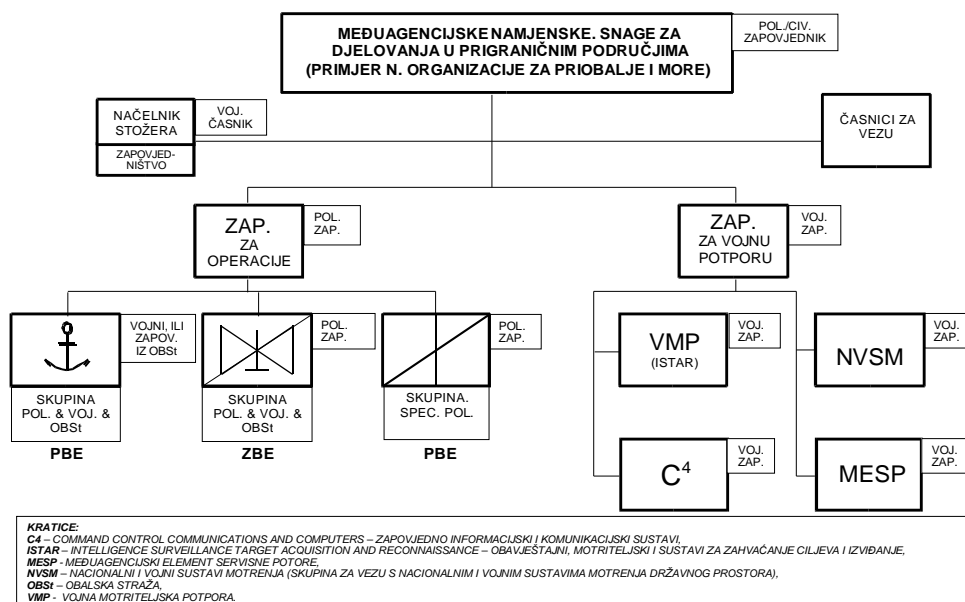 MEĐUAGENCIJSKE NAMJENSKE. SNAGE ZA
DJELOVANJA U PRIGRANIČNIM PODRUČJIMA
(PRIMJER N. ORGANIZACIJE ZA PRIOBALJE I MORE)
POL./CIV.
ZAPOVJEDNIK
NAČELNIK
STOŽERA
ZAPOVJED-
NIŠTVO
VOJ.
ČASNIK
ČASNICI ZA
VEZU
ZAP.
ZA
OPERACIJE
POL.
ZAP.
ZAP.
ZA VOJNU
POTPORU
VOJ.
ZAP.
VOJNI, ILI
ZAPOV.
IZ OBSt
SKUPINA
POL. & VOJ. &
OBSt
PBE
POL.
ZAP.
SKUPINA
POL. & VOJ. &
OBSt
ZBE
POL.
ZAP.
SKUPINA.
SPEC. POL.
PBE
VMP
(ISTAR)
VOJ.
ZAP.
NVSM
VOJ.
ZAP.
C⁴
VOJ.
ZAP.
MESP
VOJ.
ZAP.
KRATICE:
C4 – COMMAND CONTROL COMMUNICATIONS AND COMPUTERS – ZAPOVJEDNO INFORMACIJSKI I KOMUNIKACIJSKI SUSTAVI,
ISTAR – INTELLIGENCE SURVEILLANCE TARGET ACQUISITION AND RECONNAISSANCE – OBAVJEŠTAJNI, MOTRITELJSKI I SUSTAVI ZA ZAHVAĆANJE CILJEVA I IZVIĐANJE,
MESP - MEĐUAGENCIJSKI ELEMENT SERVISNE POTORE,
NVSM – NACIONALNI I VOJNI SUSTAVI MOTRENJA (SKUPINA ZA VEZU S NACIONALNIM I VOJNIM SUSTAVIMA MOTRENJA DRŽAVNOG PROSTORA),
OBSt – OBALSKA STRAŽA,
VMP - VOJNA MOTRITELJSKA POTPORA.